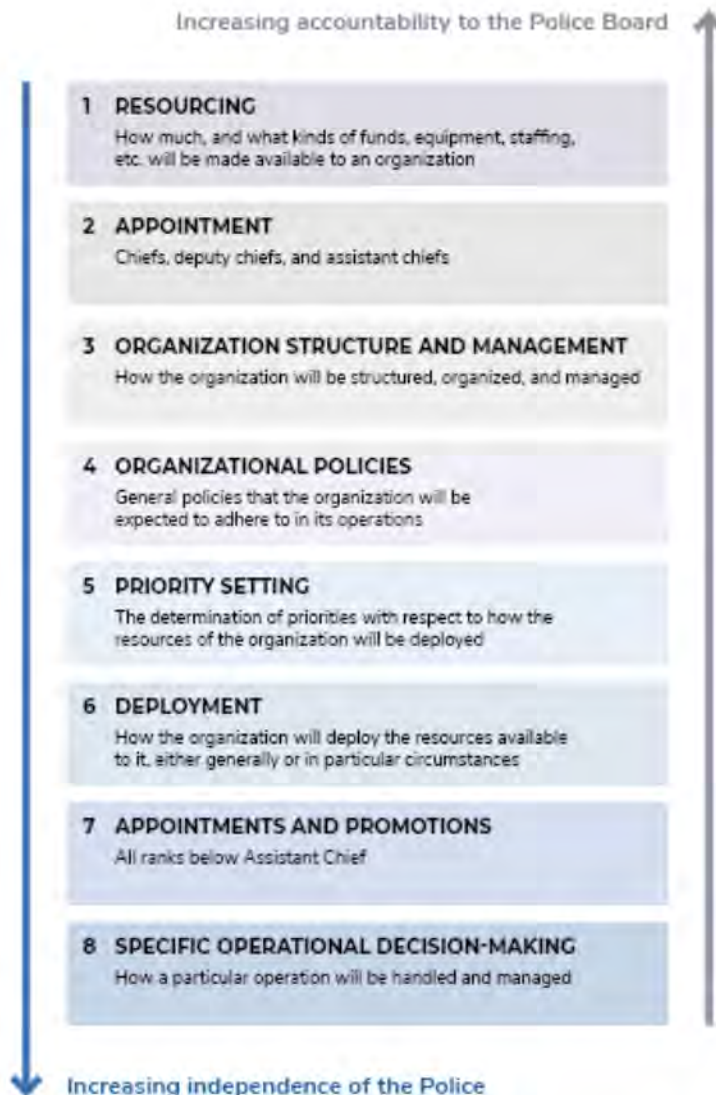 Increasing accountability to the Police Board
1 RESOURCING
How much, and what kinds of funds, equipment, staffing,
etc. will be made available to an organization
2 APPOINTMENT
Chiefs, deputy chiefs, and assistant chiefs
3 ORGANIZATION STRUCTURE AND MANAGEMENT
How the organization will be structured, organized, and managed
4 ORGANIZATIONAL POLICIES
General policies that the organization will be
expected to adhere to in its operations
5 PRIORITY SETTING
The determination of priorities with respect to how the
resources of the organization will be deployed
6 DEPLOYMENT
How the organization will deploy the resources available
to it, either generally or in particular circumstances
7 APPOINTMENTS AND PROMOTIONS
All ranks below Assistant Chief
8 SPECIFIC OPERATIONAL DECISION-MAKING
How a particular operation will be handled and managed
Increasing independence of the Police